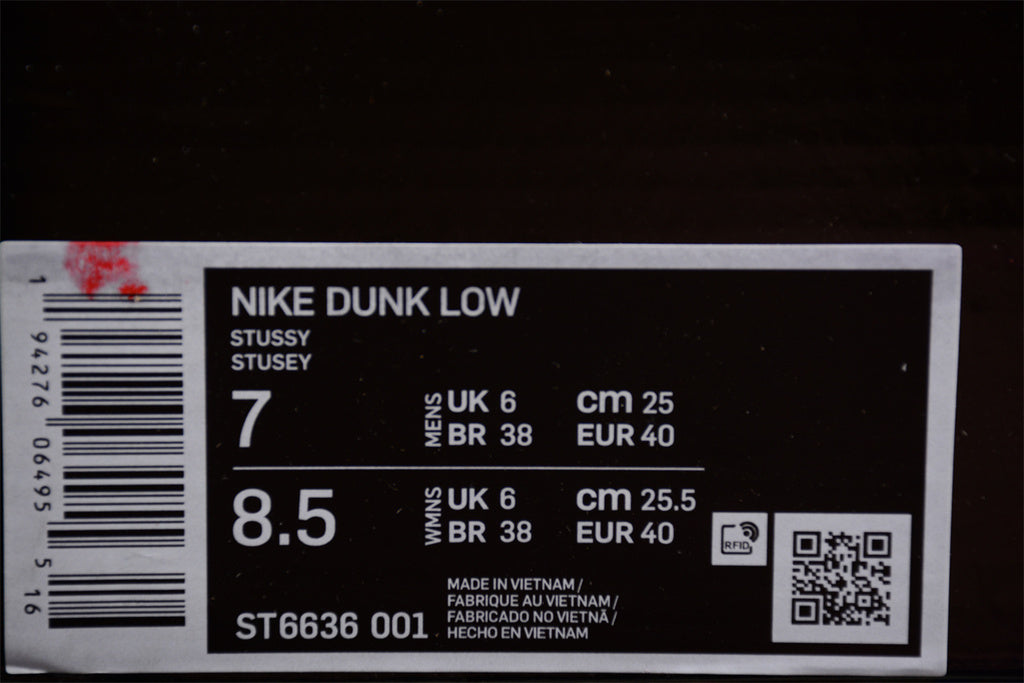 1 94276 06495 5 16
NIKE DUNK LOW
STUSSY
STUSEY
7 MENS UK 6 cm 25
BR 38 EUR 40
8.5 WMNS UK 6 cm 25.5
BR 38 EUR 40
RFID
ST6636 001
MADE IN VIETNAM /
FABRIQUE AU VIETNAM /
FABRICADO NO VIETNÃ /
HECHO EN VIETNAM